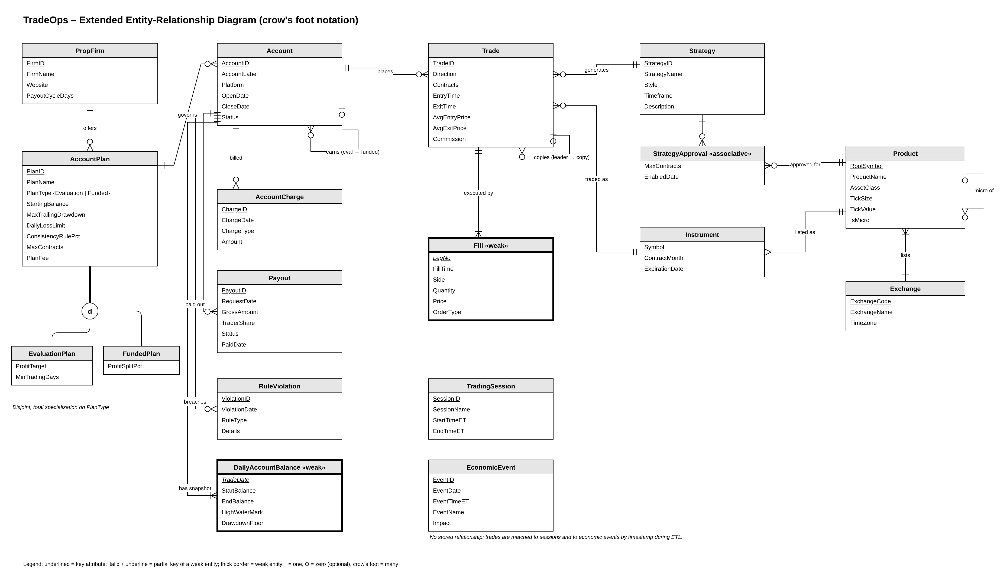 TradeOps – Extended Entity-Relationship Diagram (crow's foot notation)
PropFirm
FirmID
FirmName
Website
PayoutCycleDays
offers
AccountPlan
PlanID
PlanName
PlanType {Evaluation | Funded}
StartingBalance
MaxTrailingDrawdown
DailyLossLimit
ConsistencyRulePct
MaxContracts
PlanFee
d
EvaluationPlan
ProfitTarget
MinTradingDays
FundedPlan
ProfitSplitPct
Disjoint, total specialization on PlanType
governs
Account
AccountID
AccountLabel
Platform
OpenDate
CloseDate
Status
earns (eval → funded)
billed
AccountCharge
ChargeID
ChargeDate
ChargeType
Amount
paid out
Payout
PayoutID
RequestDate
GrossAmount
TraderShare
Status
PaidDate
breaches
RuleViolation
ViolationID
ViolationDate
RuleType
Details
has snapshot
DailyAccountBalance «weak»
TradeDate
StartBalance
EndBalance
HighWaterMark
DrawdownFloor
places
Trade
TradeID
Direction
Contracts
EntryTime
ExitTime
AvgEntryPrice
AvgExitPrice
Commission
copies (leader → copy)
executed by
Fill «weak»
LegNo
FillTime
Side
Quantity
Price
OrderType
TradingSession
SessionID
SessionName
StartTimeET
EndTimeET
EconomicEvent
EventID
EventDate
EventTimeET
EventName
Impact
No stored relationship: trades are matched to sessions and to economic events by timestamp during ETL.
generates
traded as
Strategy
StrategyID
StrategyName
Style
Timeframe
Description
StrategyApproval «associative»
MaxContracts
EnabledDate
approved for
Instrument
Symbol
ContractMonth
ExpirationDate
listed as
Product
RootSymbol
ProductName
AssetClass
TickSize
TickValue
IsMicro
micro of
lists
Exchange
ExchangeCode
ExchangeName
TimeZone
Legend: underlined = key attribute; italic + underline = partial key of a weak entity; thick border = weak entity; | = one, O = zero (optional), crow's foot = many